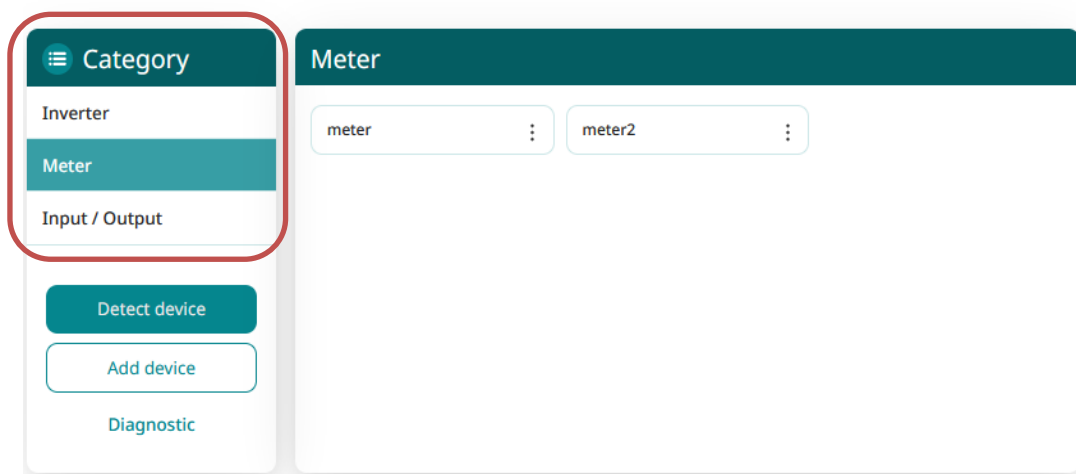 Category
Inverter
Meter
Input / Output
Detect device
Add device
Diagnostic
Meter
meter
meter2